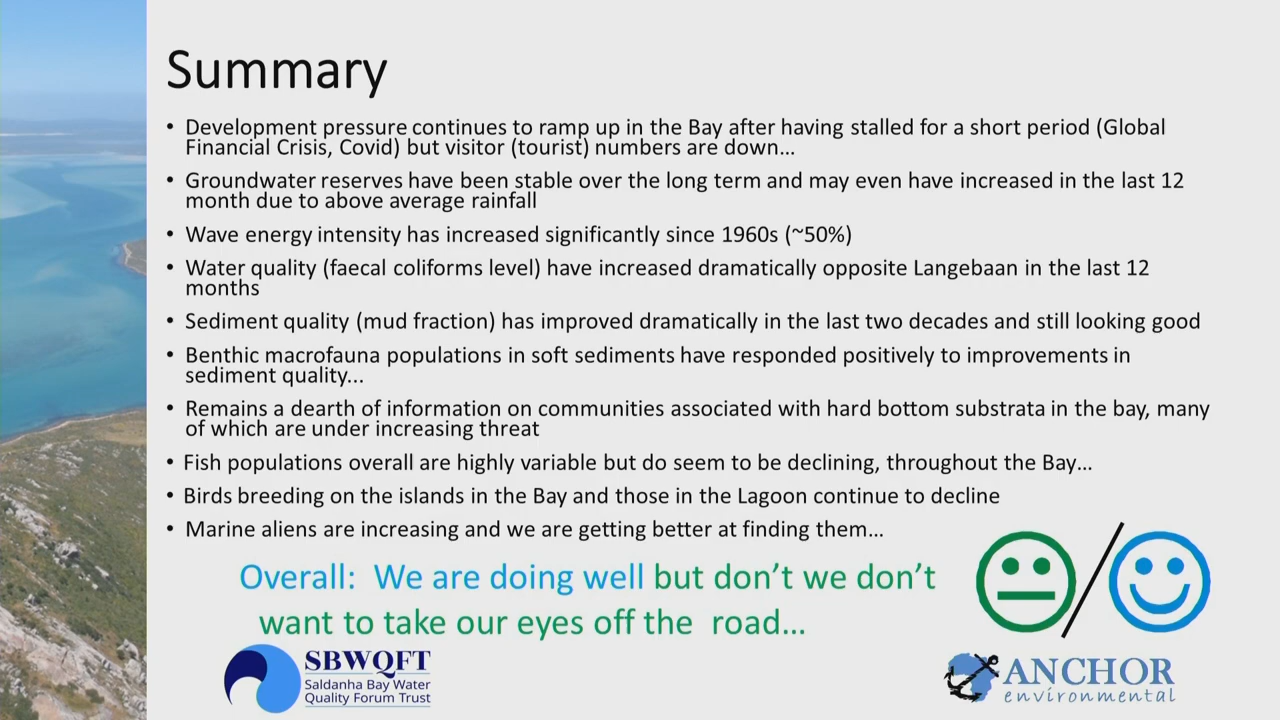 Summary
• Development pressure continues to ramp up in the Bay after having stalled for a short period (Global
Financial Crisis, Covid) but visitor (tourist) numbers are down...
• Groundwater reserves have been stable over the long term and may even have increased in the last 12
month due to above average rainfall
• Wave energy intensity has increased significantly since 1960s (~50%)
• Water quality (faecal coliforms level) have increased dramatically opposite Langebaan in the last 12
months
• Sediment quality (mud fraction) has improved dramatically in the last two decades and still looking good
• Benthic macrofauna populations in soft sediments have responded positively to improvements in
sediment quality...
• Remains a dearth of information on communities associated with hard bottom substrata in the bay, many
of which are under increasing threat
• Fish populations overall are highly variable but do seem to be declining, throughout the Bay...
• Birds breeding on the islands in the Bay and those in the Lagoon continue to decline
• Marine aliens are increasing and we are getting better at finding them...
Overall: We are doing well but don't we don't
want to take our eyes off the road...
SBWQFT
Saldanha Bay Water
Quality Forum Trust
ANCHOR
environmental